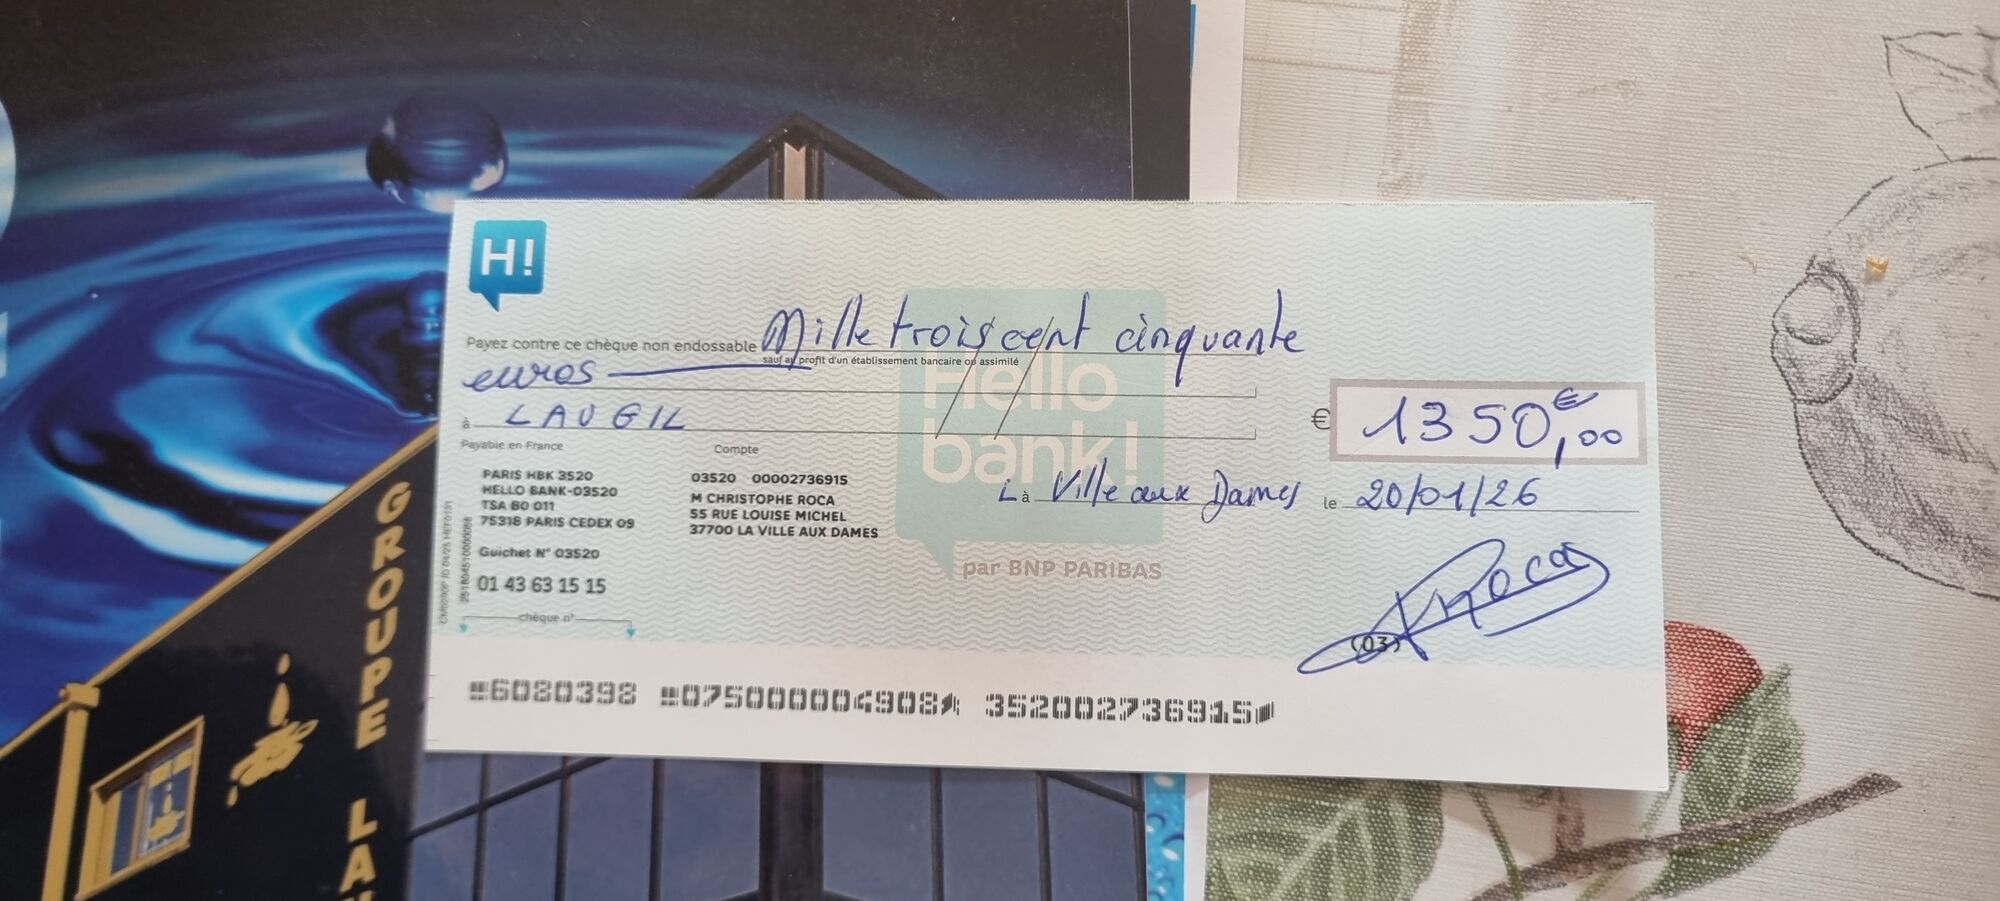 H!
Payez contre ce chèque non endossable Mille trois cent cinquante
sauf au profit d'un établissement bancaire ou assimilé
euros
à LAUGIL
€ 1350,00 €
Payable en France
Compte
PARIS HBK 3520
HELLO BANK-03520
TSA 80 011
75318 PARIS CEDEX 09
Guichet N° 03520
01 43 63 15 15
chèque n°
03520 00002736915
M CHRISTOPHE ROCA
55 RUE LOUISE MICHEL
37700 LA VILLE AUX DAMES
Hello
bank!
par BNP PARIBAS
L à Ville aux Dames le 20/01/26
Roca
(03)
6080398 075000004908 352002736915
GROUPE LA